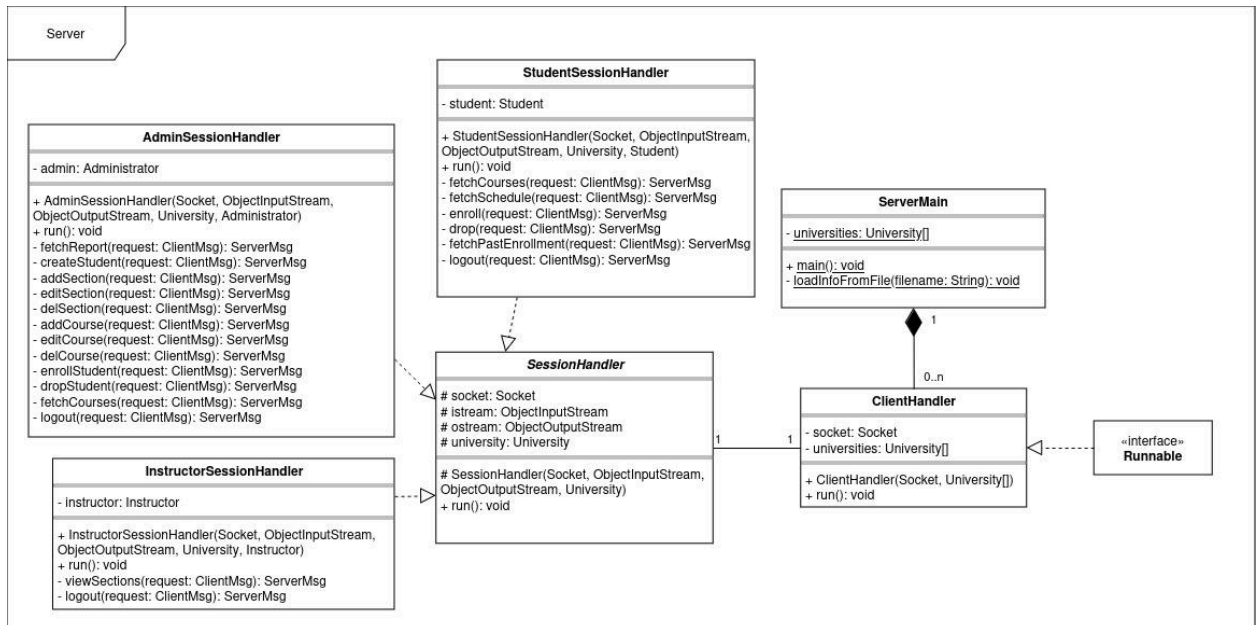 Server
StudentSessionHandler
- student: Student
+ StudentSessionHandler(Socket, ObjectInputStream,
ObjectOutputStream, University, Student)
+ run(): void
- fetchCourses(request: ClientMsg): ServerMsg
- fetchSchedule(request: ClientMsg): ServerMsg
- enroll(request: ClientMsg): ServerMsg
- drop(request: ClientMsg): ServerMsg
- fetchPastEnrollment(request: ClientMsg): ServerMsg
- logout(request: ClientMsg): ServerMsg
AdminSessionHandler
- admin: Administrator
+ AdminSessionHandler(Socket, ObjectInputStream,
ObjectOutputStream, University, Administrator)
+ run(): void
- fetchReport(request: ClientMsg): ServerMsg
- createStudent(request: ClientMsg): ServerMsg
- addSection(request: ClientMsg): ServerMsg
- editSection(request: ClientMsg): ServerMsg
- delSection(request: ClientMsg): ServerMsg
- addCourse(request: ClientMsg): ServerMsg
- editCourse(request: ClientMsg): ServerMsg
- delCourse(request: ClientMsg): ServerMsg
- enrollStudent(request: ClientMsg): ServerMsg
- dropStudent(request: ClientMsg): ServerMsg
- fetchCourses(request: ClientMsg): ServerMsg
- logout(request: ClientMsg): ServerMsg
ServerMain
- universities: University[]
+ main(): void
- loadInfoFromFile(filename: String): void
1
0..n
SessionHandler
# socket: Socket
# istream: ObjectInputStream
# ostream: ObjectOutputStream
# university: University
# SessionHandler(Socket, ObjectInputStream,
ObjectOutputStream, University)
+ run(): void
1
1
ClientHandler
- socket: Socket
- universities: University[]
+ ClientHandler(Socket, University[])
+ run(): void
«interface»
Runnable
InstructorSessionHandler
- instructor: Instructor
+ InstructorSessionHandler(Socket, ObjectInputStream,
ObjectOutputStream, University, Instructor)
+ run(): void
- viewSections(request: ClientMsg): ServerMsg
- logout(request: ClientMsg): ServerMsg